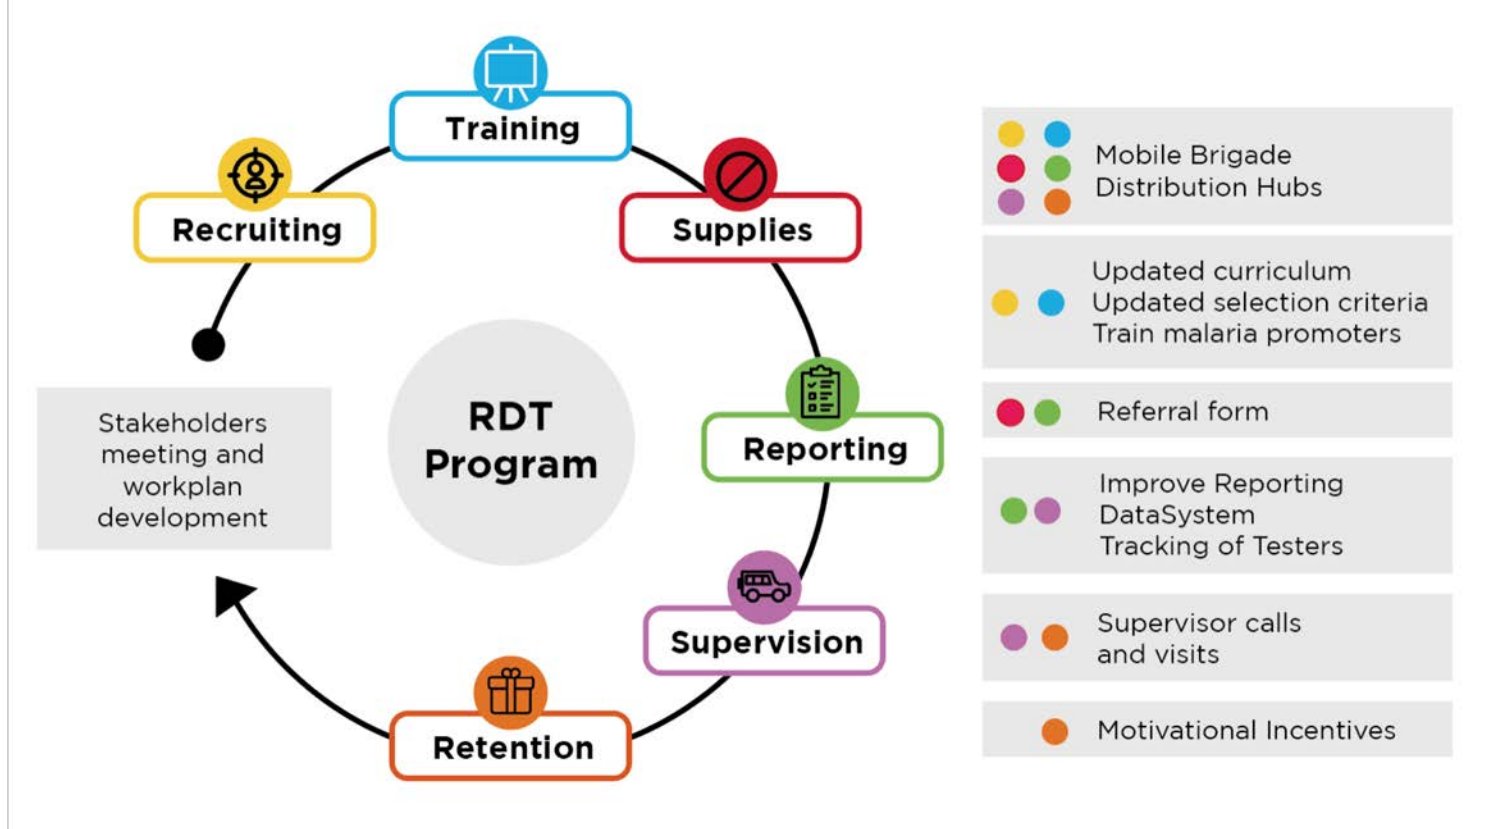 Training
Recruiting
Supplies
Stakeholders
meeting and
workplan
development
RDT
Program
Reporting
Supervision
Retention
Mobile Brigade
Distribution Hubs
Updated curriculum
Updated selection criteria
Train malaria promoters
Referral form
Improve Reporting
DataSystem
Tracking of Testers
Supervisor calls
and visits
Motivational Incentives